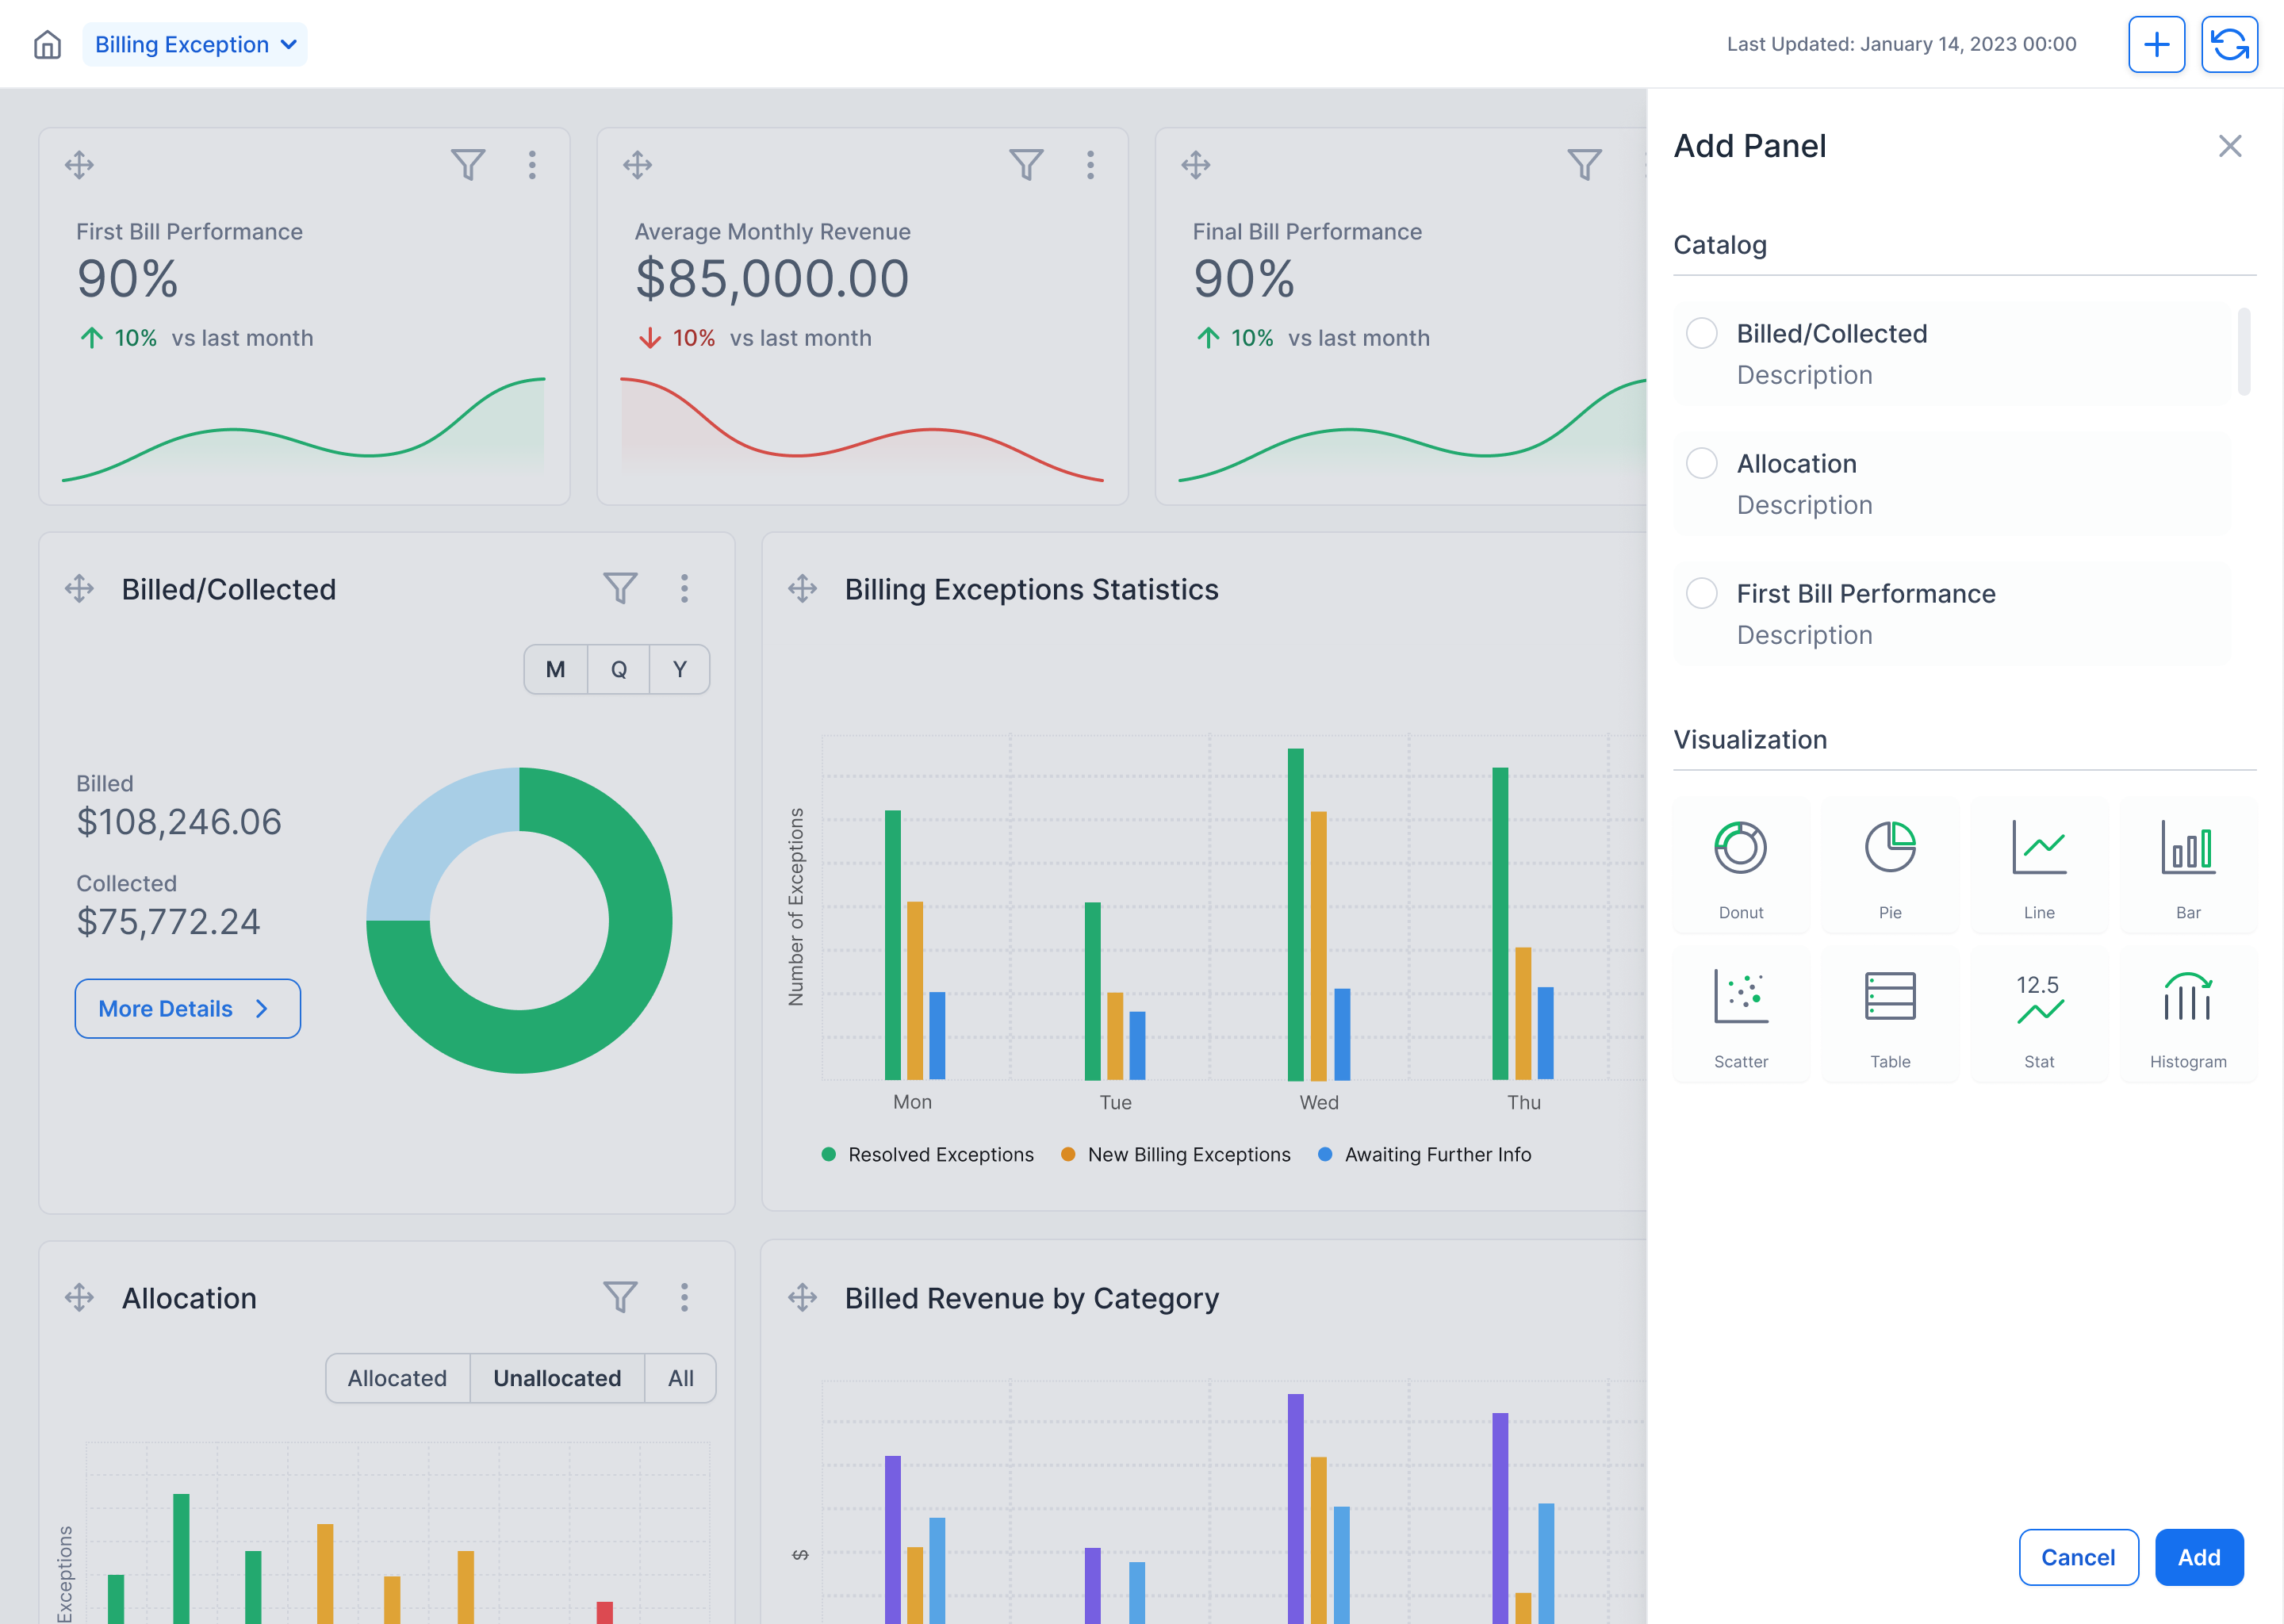 Billing Exception
Last Updated: January 14, 2023 00:00
First Bill Performance
90%
10% vs last month
Average Monthly Revenue
$85,000.00
10% vs last month
Final Bill Performance
90%
10% vs last month
Billed/Collected
M Q Y
Billed
$108,246.06
Collected
$75,772.24
More Details
Billing Exceptions Statistics
Number of Exceptions
Mon Tue Wed Thu
Resolved Exceptions New Billing Exceptions Awaiting Further Info
Allocation
Allocated Unallocated All
Exceptions
Billed Revenue by Category
$
Add Panel
Catalog
Billed/Collected
Description
Allocation
Description
First Bill Performance
Description
Visualization
Donut Pie Line Bar
12.5
Scatter Table Stat Histogram
Cancel Add